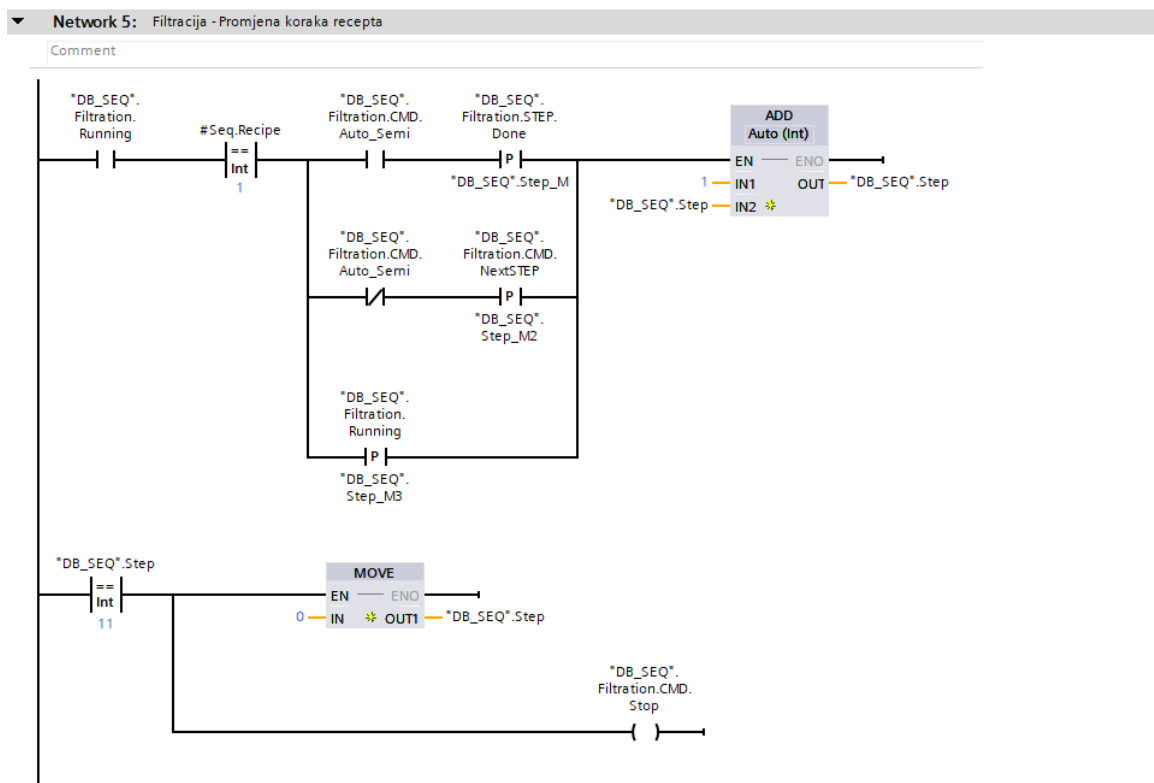 Network 5: Filtracija - Promjena koraka recepta
Comment
"DB_SEQ".
Filtration.
Running
#Seq.Recipe
==
Int
1
"DB_SEQ".
Filtration.CMD.
Auto_Semi
"DB_SEQ".
Filtration.STEP.
Done
P
"DB_SEQ".Step_M
ADD
Auto (Int)
EN ENO
1 IN1 OUT "DB_SEQ".Step
"DB_SEQ".Step IN2
"DB_SEQ".
Filtration.CMD.
Auto_Semi
"DB_SEQ".
Filtration.CMD.
NextSTEP
P
"DB_SEQ".
Step_M2
"DB_SEQ".
Filtration.
Running
P
"DB_SEQ".
Step_M3
"DB_SEQ".Step
==
Int
11
MOVE
EN ENO
0 IN OUT1 "DB_SEQ".Step
"DB_SEQ".
Filtration.CMD.
Stop